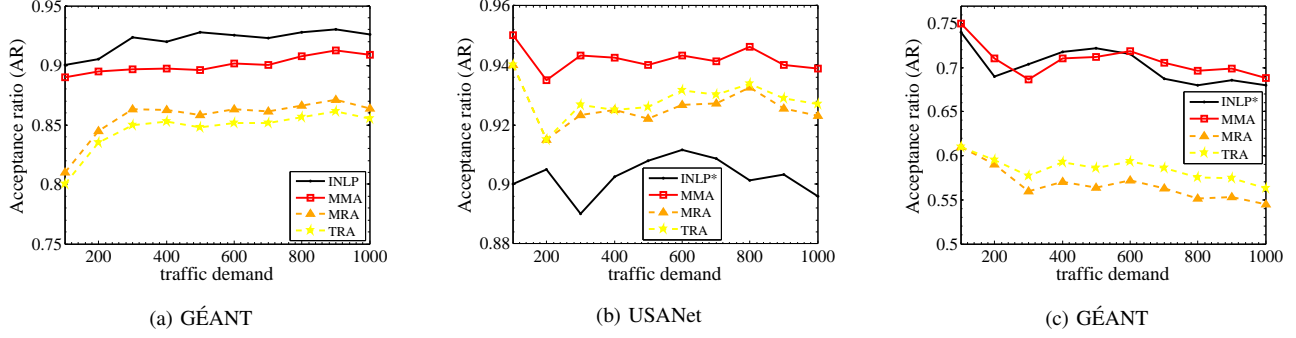 Acceptance ratio (AR)
0.95
0.9
0.85
0.8
0.75
200 400 600 800 1000
traffic demand
INLP
MMA
MRA
TRA
(a) GÉANT
Acceptance ratio (AR)
0.96
0.94
0.92
0.9
0.88
200 400 600 800 1000
traffic demand
INLP*
MMA
MRA
TRA
(b) USANet
Acceptance ratio (AR)
0.75
0.7
0.65
0.6
0.55
0.5
200 400 600 800 1000
traffic demand
INLP*
MMA
MRA
TRA
(c) GÉANT